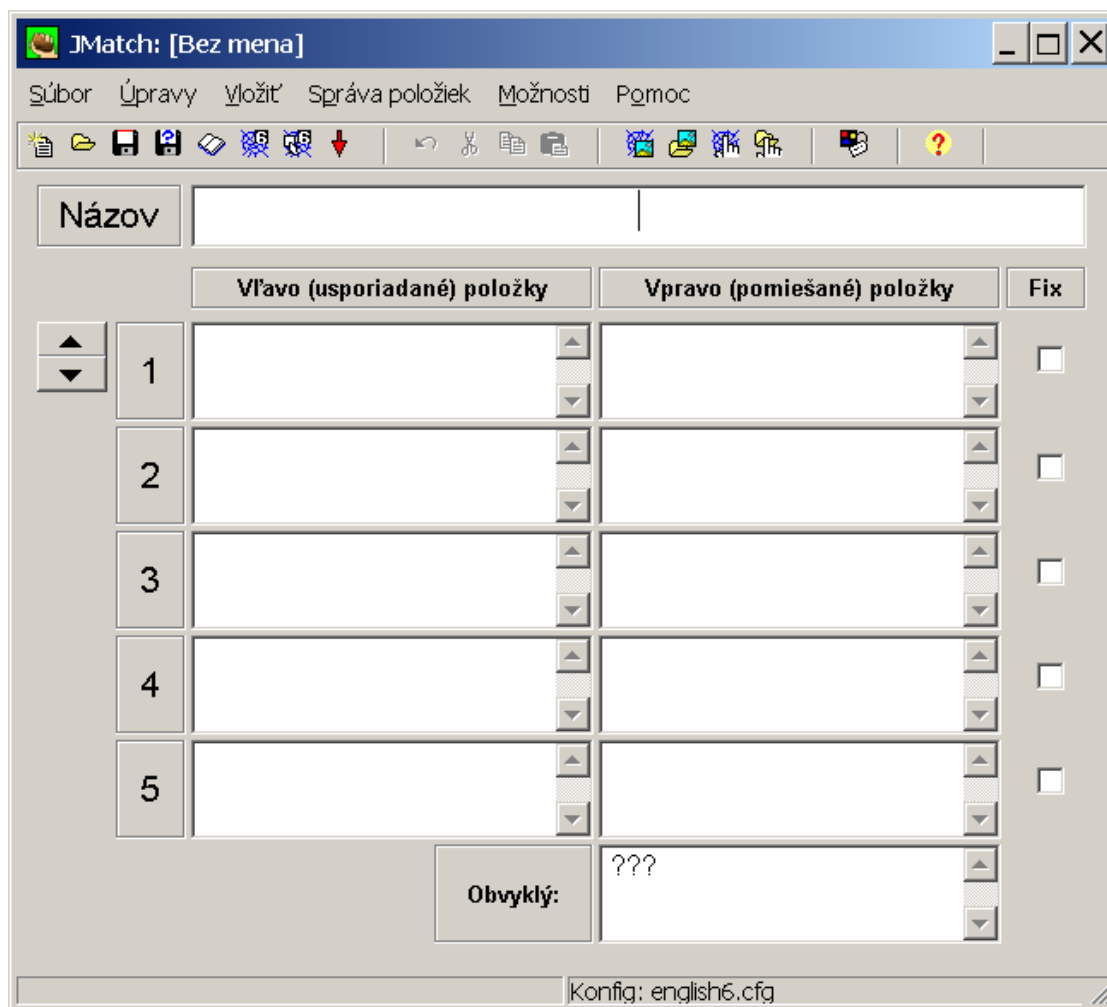 JMatch: [Bez mena]
Súbor Úpravy Vložiť Správa položiek Možnosti Pomoc
Názov
Vľavo (usporiadané) položky Vpravo (pomiešané) položky Fix
1
2
3
4
5
Obvyklý: ???
Konfig: english6.cfg